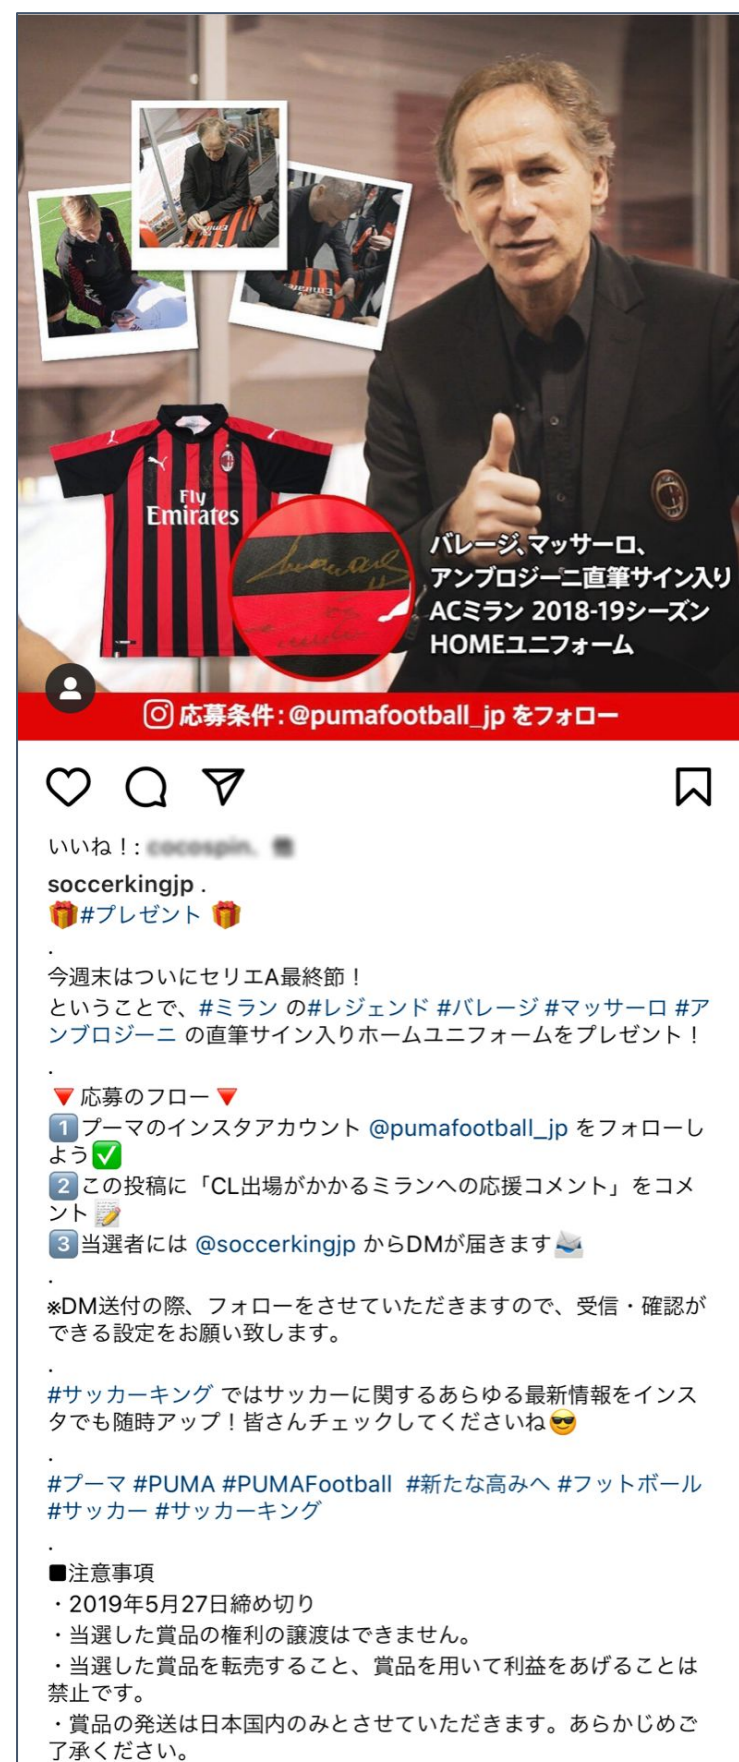 Fly
Emirates
バレージ、マッサーロ、
アンブロジーニ直筆サイン入り
ACミラン 2018-19シーズン
HOMEユニフォーム
応募条件：@pumafootball_jp をフォロー
いいね！:
soccerkingjp .
🎁#プレゼント 🎁
.
今週末はついにセリエA最終節！
ということで、#ミラン の#レジェンド #バレージ #マッサーロ #ア
ンブロジーニ の直筆サイン入りホームユニフォームをプレゼント！
.
🔻応募のフロー🔻
1️⃣プーマのインスタアカウント @pumafootball_jp をフォローし
よう✅
2️⃣この投稿に「CL出場がかかるミランへの応援コメント」をコメ
ント📝
3️⃣当選者には @soccerkingjp からDMが届きます📨
.
※DM送付の際、フォローをさせていただきますので、受信・確認が
できる設定をお願い致します。
.
#サッカーキング ではサッカーに関するあらゆる最新情報をインス
タでも随時アップ！皆さんチェックしてくださいね😎
.
#プーマ #PUMA #PUMAFootball  #新たな高みへ #フットボール
#サッカー #サッカーキング
.
■注意事項
・2019年5月27日締め切り
・当選した賞品の権利の譲渡はできません。
・当選した賞品を転売すること、賞品を用いて利益をあげることは
禁止です。
・賞品の発送は日本国内のみとさせていただきます。あらかじめご
了承ください。